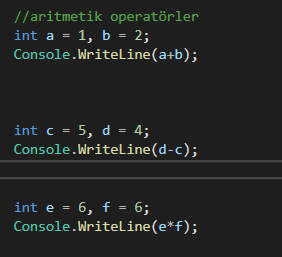 //aritmetik operatörler
int a = 1, b = 2;
Console.WriteLine(a+b);
int c = 5, d = 4;
Console.WriteLine(d-c);
int e = 6, f = 6;
Console.WriteLine(e*f);